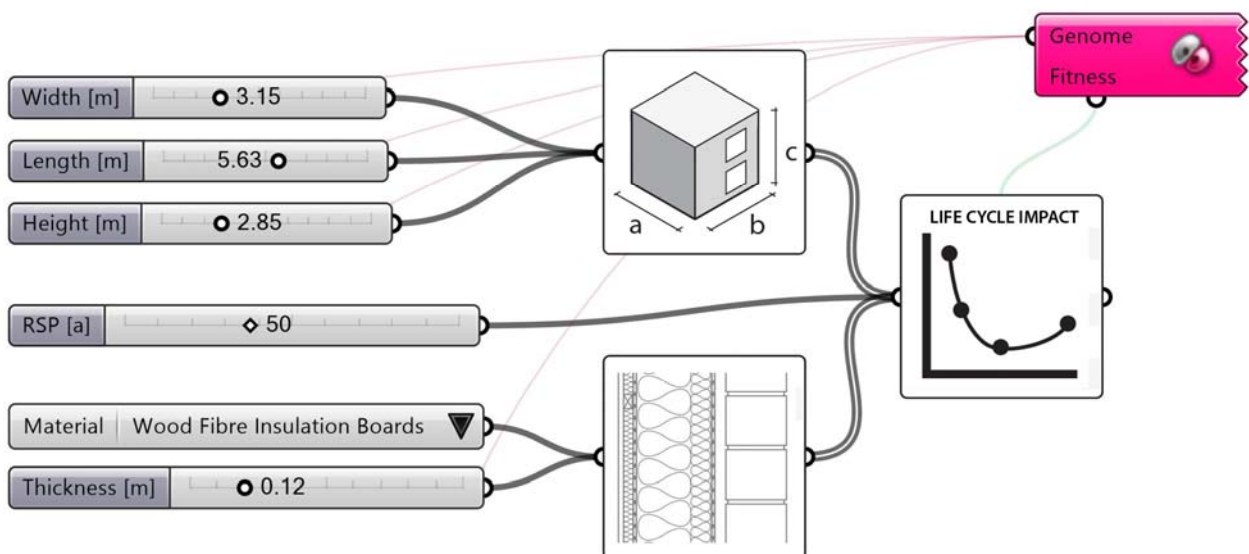 Genome
Fitness
Width [m] 3.15
Length [m] 5.63
Height [m] 2.85
a
b
c
LIFE CYCLE IMPACT
RSP [a] 50
Material Wood Fibre Insulation Boards
Thickness [m] 0.12